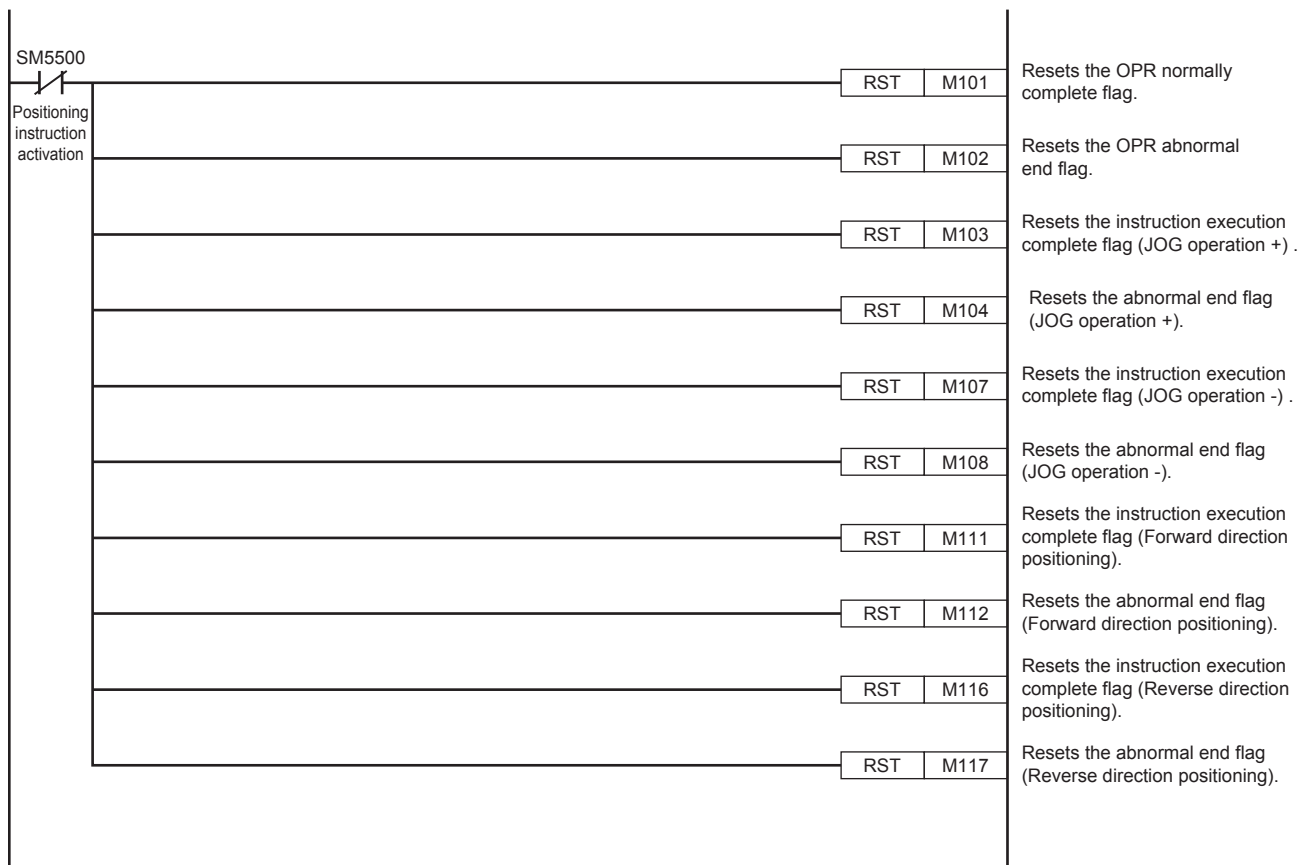 SM5500
Positioning
instruction
activation
RST M101
Resets the OPR normally
complete flag.
RST M102
Resets the OPR abnormal
end flag.
RST M103
Resets the instruction execution
complete flag (JOG operation +) .
RST M104
Resets the abnormal end flag
(JOG operation +).
RST M107
Resets the instruction execution
complete flag (JOG operation -) .
RST M108
Resets the abnormal end flag
(JOG operation -).
RST M111
Resets the instruction execution
complete flag (Forward direction
positioning).
RST M112
Resets the abnormal end flag
(Forward direction positioning).
RST M116
Resets the instruction execution
complete flag (Reverse direction
positioning).
RST M117
Resets the abnormal end flag
(Reverse direction positioning).